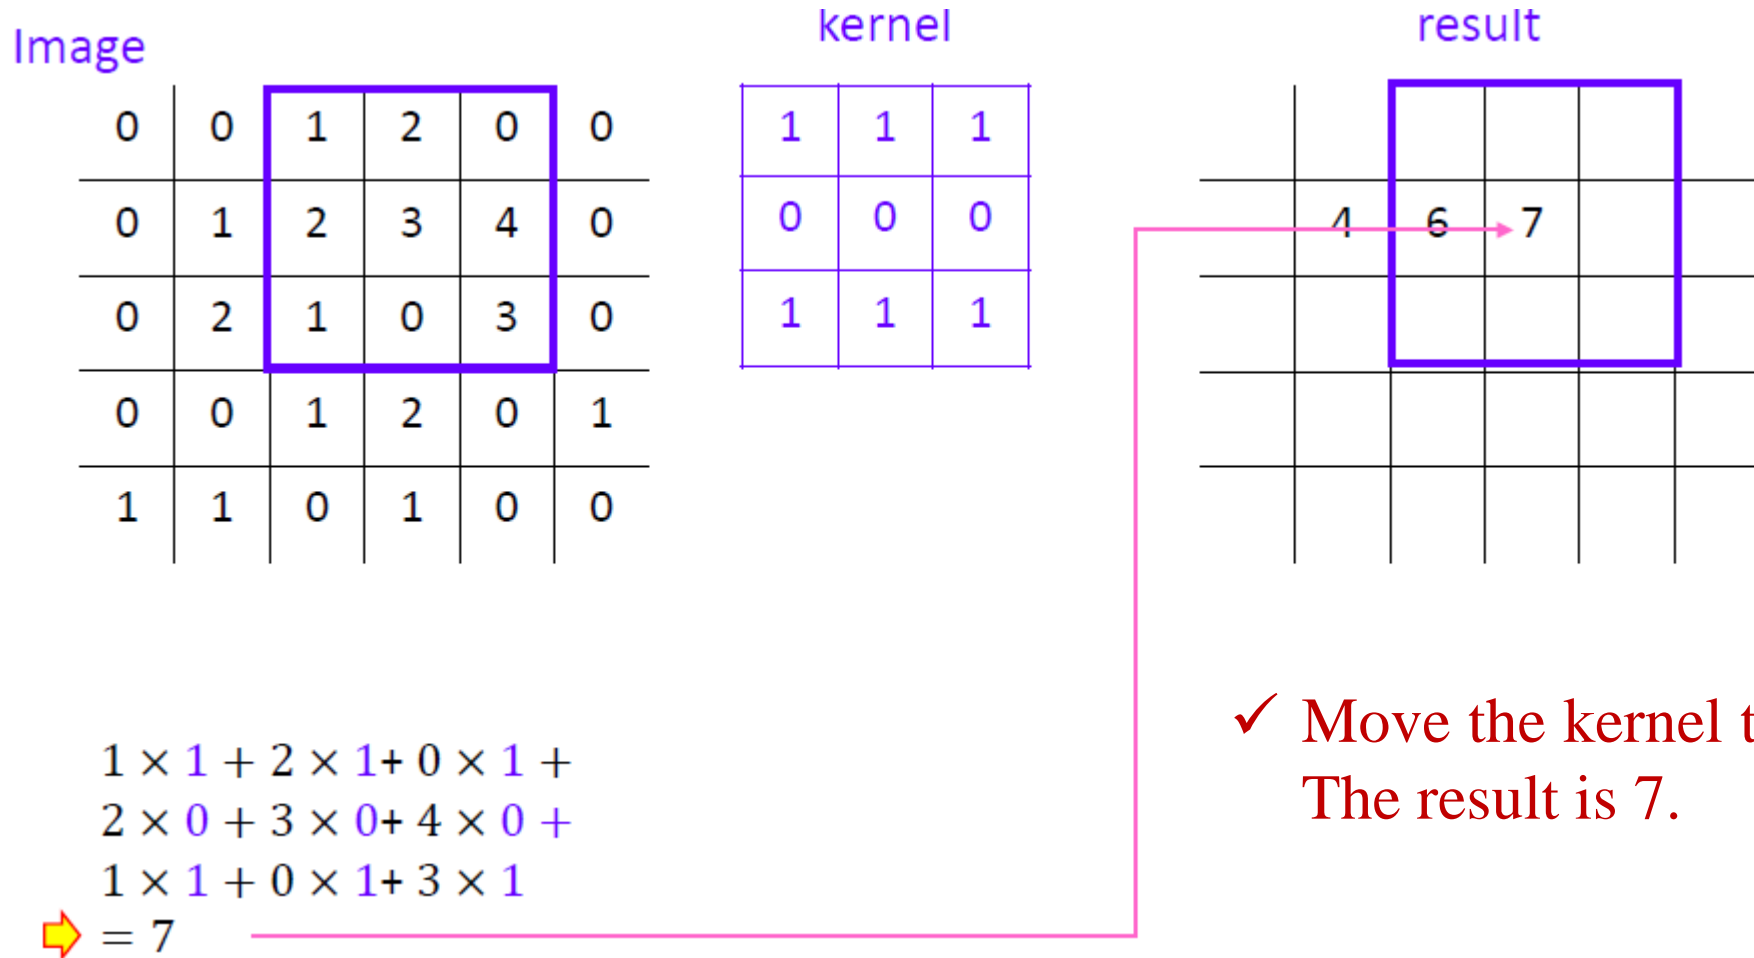 Image
kernel
result
0 0 1 2 0 0
0 1 2 3 4 0
0 2 1 0 3 0
0 0 1 2 0 1
1 1 0 1 0 0
1 1 1
0 0 0
1 1 1
4 6 7
1 × 1 + 2 × 1+ 0 × 1 +
2 × 0 + 3 × 0+ 4 × 0 +
1 × 1 + 0 × 1+ 3 × 1
= 7
✓ Move the kernel t
The result is 7.